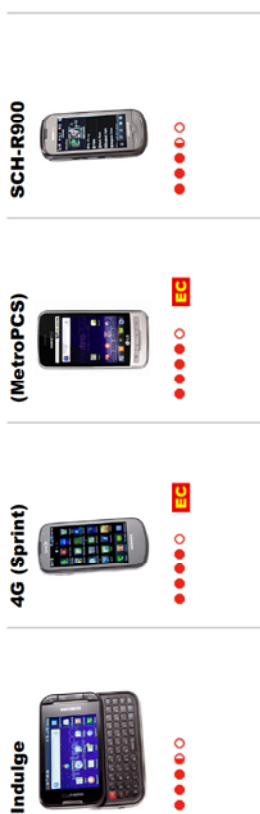 SCH-R900
(MetroPCS)
EC
4G (Sprint)
EC
Indulge